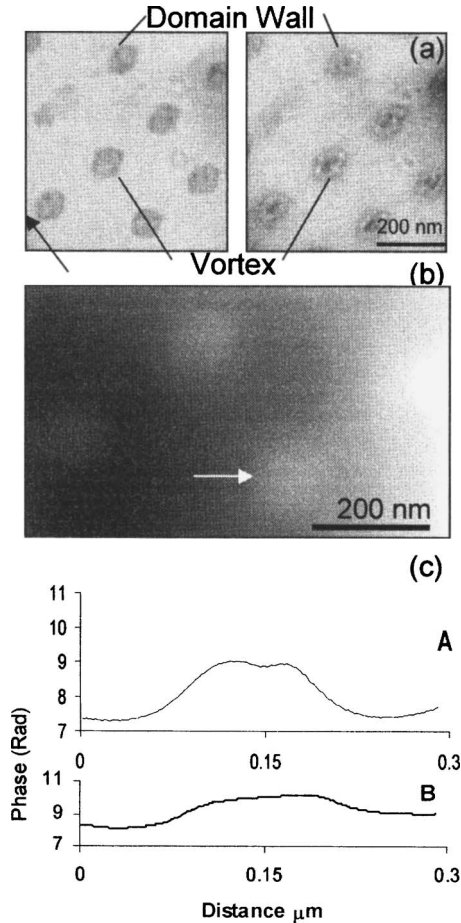 Domain Wall
(a)
200 nm
Vortex
(b)
200 nm
(c)
11
10
9
8
7
A
0
0.15
0.3
11
9
7
B
0
0.15
0.3
Phase (Rad)
Distance μm